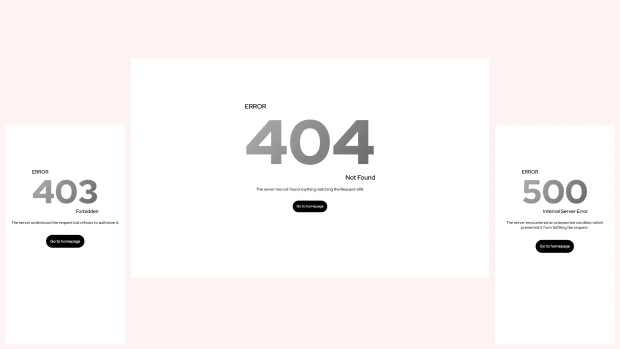 ERROR
403
Forbidden
The server understood the request but refuses to authorize it.
Go to homepage
ERROR
404
Not Found
The server has not found anything matching the Request-URI.
Go to homepage
ERROR
500
Internal Server Error
The server encountered an unexpected condition which
prevented it from fulfilling the request.
Go to homepage